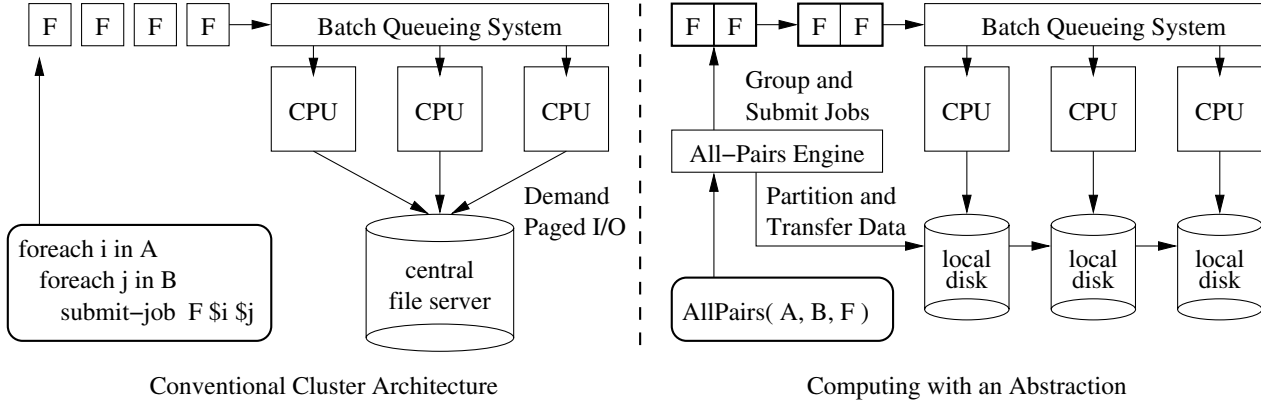 F F F F
Batch Queueing System
CPU CPU CPU
Demand
Paged I/O
foreach i in A
foreach j in B
submit−job F $i $j
central
file server
Conventional Cluster Architecture
F F F F
Batch Queueing System
Group and
Submit Jobs
CPU CPU CPU
All−Pairs Engine
Partition and
Transfer Data
local
disk
local
disk
local
disk
AllPairs( A, B, F )
Computing with an Abstraction